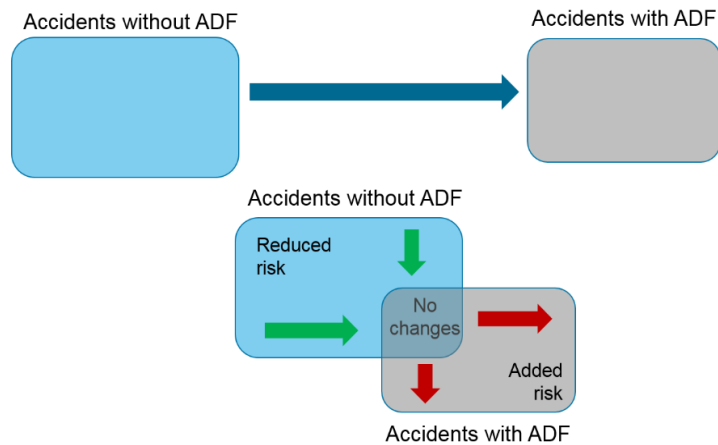 Accidents without ADF
Accidents with ADF
Accidents without ADF
Reduced
risk
No
changes
Added
risk
Accidents with ADF